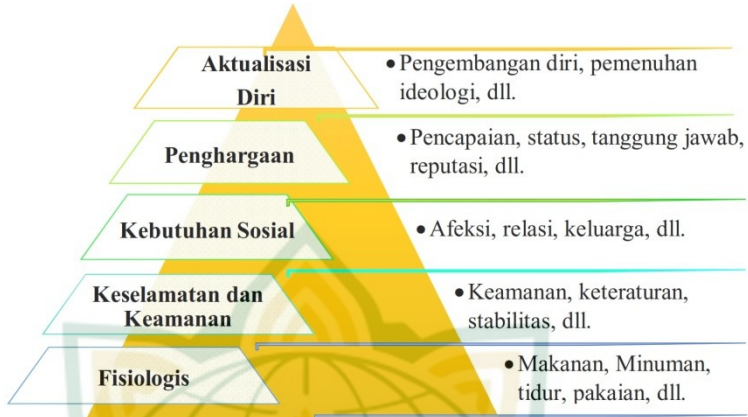 Aktualisasi
Diri
• Pengembangan diri, pemenuhan
ideologi, dll.
Penghargaan
• Pencapaian, status, tanggung jawab,
reputasi, dll.
Kebutuhan Sosial
• Afeksi, relasi, keluarga, dll.
Keselamatan dan
Keamanan
• Keamanan, keteraturan,
stabilitas, dll.
Fisiologis
• Makanan, Minuman,
tidur, pakaian, dll.